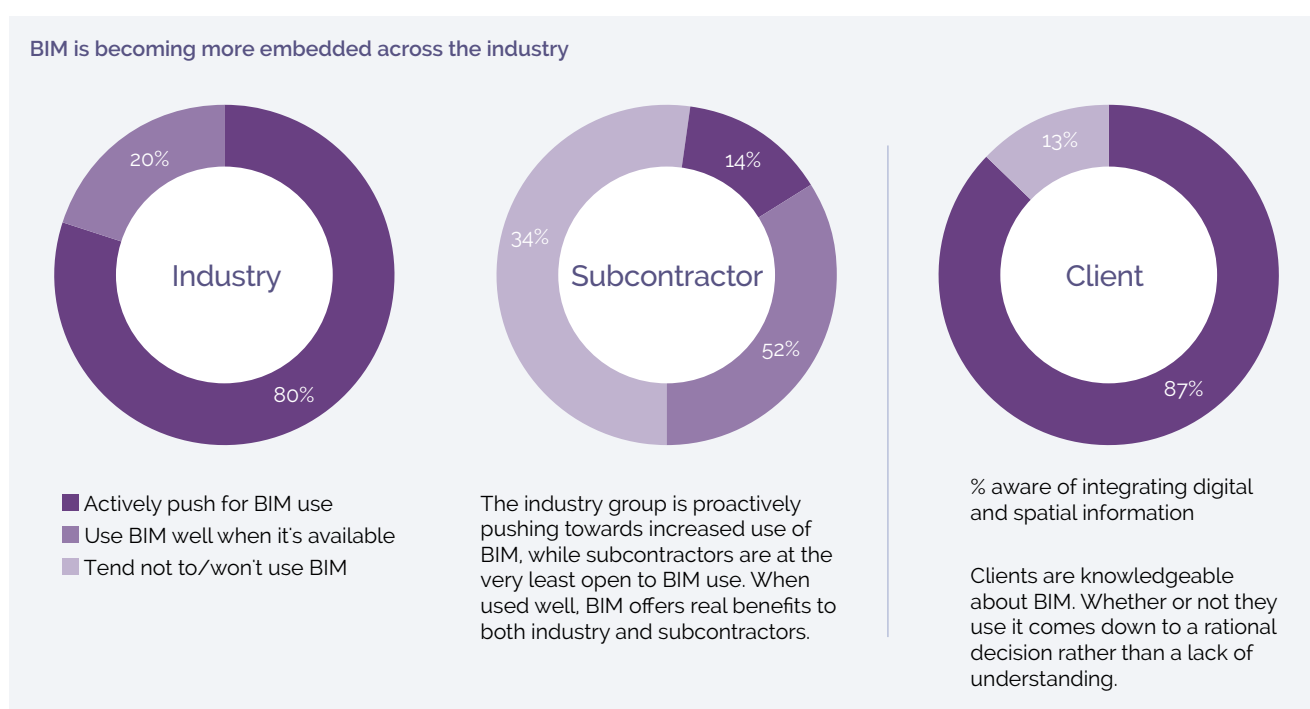 BIM is becoming more embedded across the industry
20%
Industry
80%
14%
34%
Subcontractor
52%
13%
Client
87%
Actively push for BIM use
Use BIM well when it's available
Tend not to/won't use BIM
The industry group is proactively
pushing towards increased use of
BIM, while subcontractors are at the
very least open to BIM use. When
used well, BIM offers real benefits to
both industry and subcontractors.
% aware of integrating digital
and spatial information
Clients are knowledgeable
about BIM. Whether or not they
use it comes down to a rational
decision rather than a lack of
understanding.